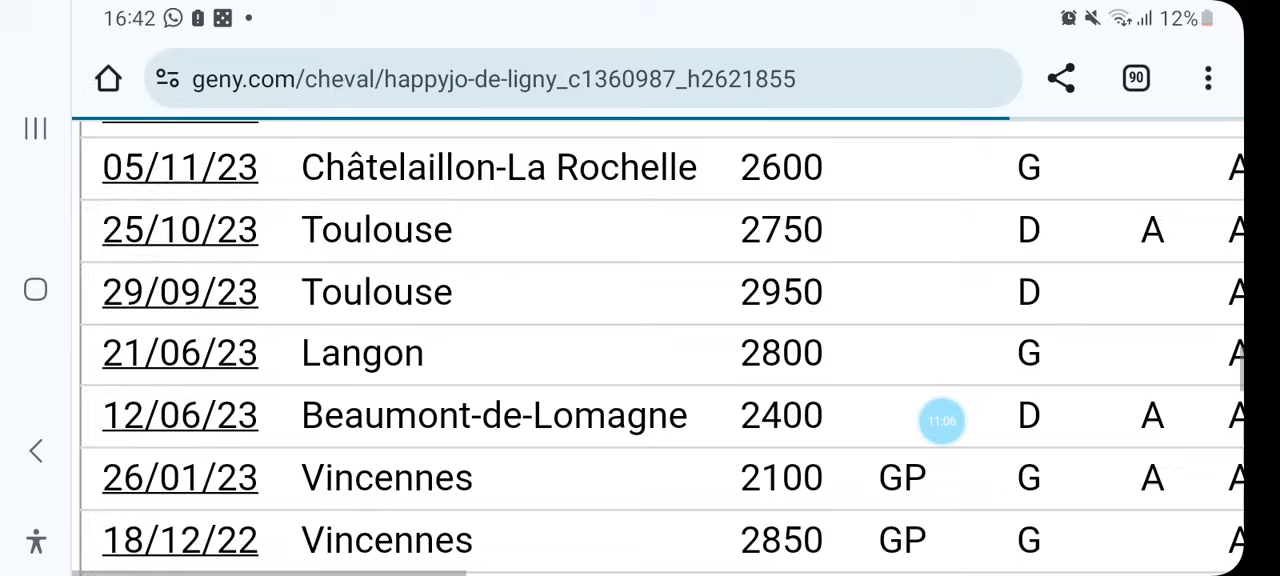 16:42 12%
geny.com/cheval/happyjo-de-ligny_c1360987_h2621855 90
05/11/23 Châtelaillon-La Rochelle 2600 G A
25/10/23 Toulouse 2750 D A A
29/09/23 Toulouse 2950 D A
21/06/23 Langon 2800 G A
12/06/23 Beaumont-de-Lomagne 2400 11:06 D A A
26/01/23 Vincennes 2100 GP G A A
18/12/22 Vincennes 2850 GP G A